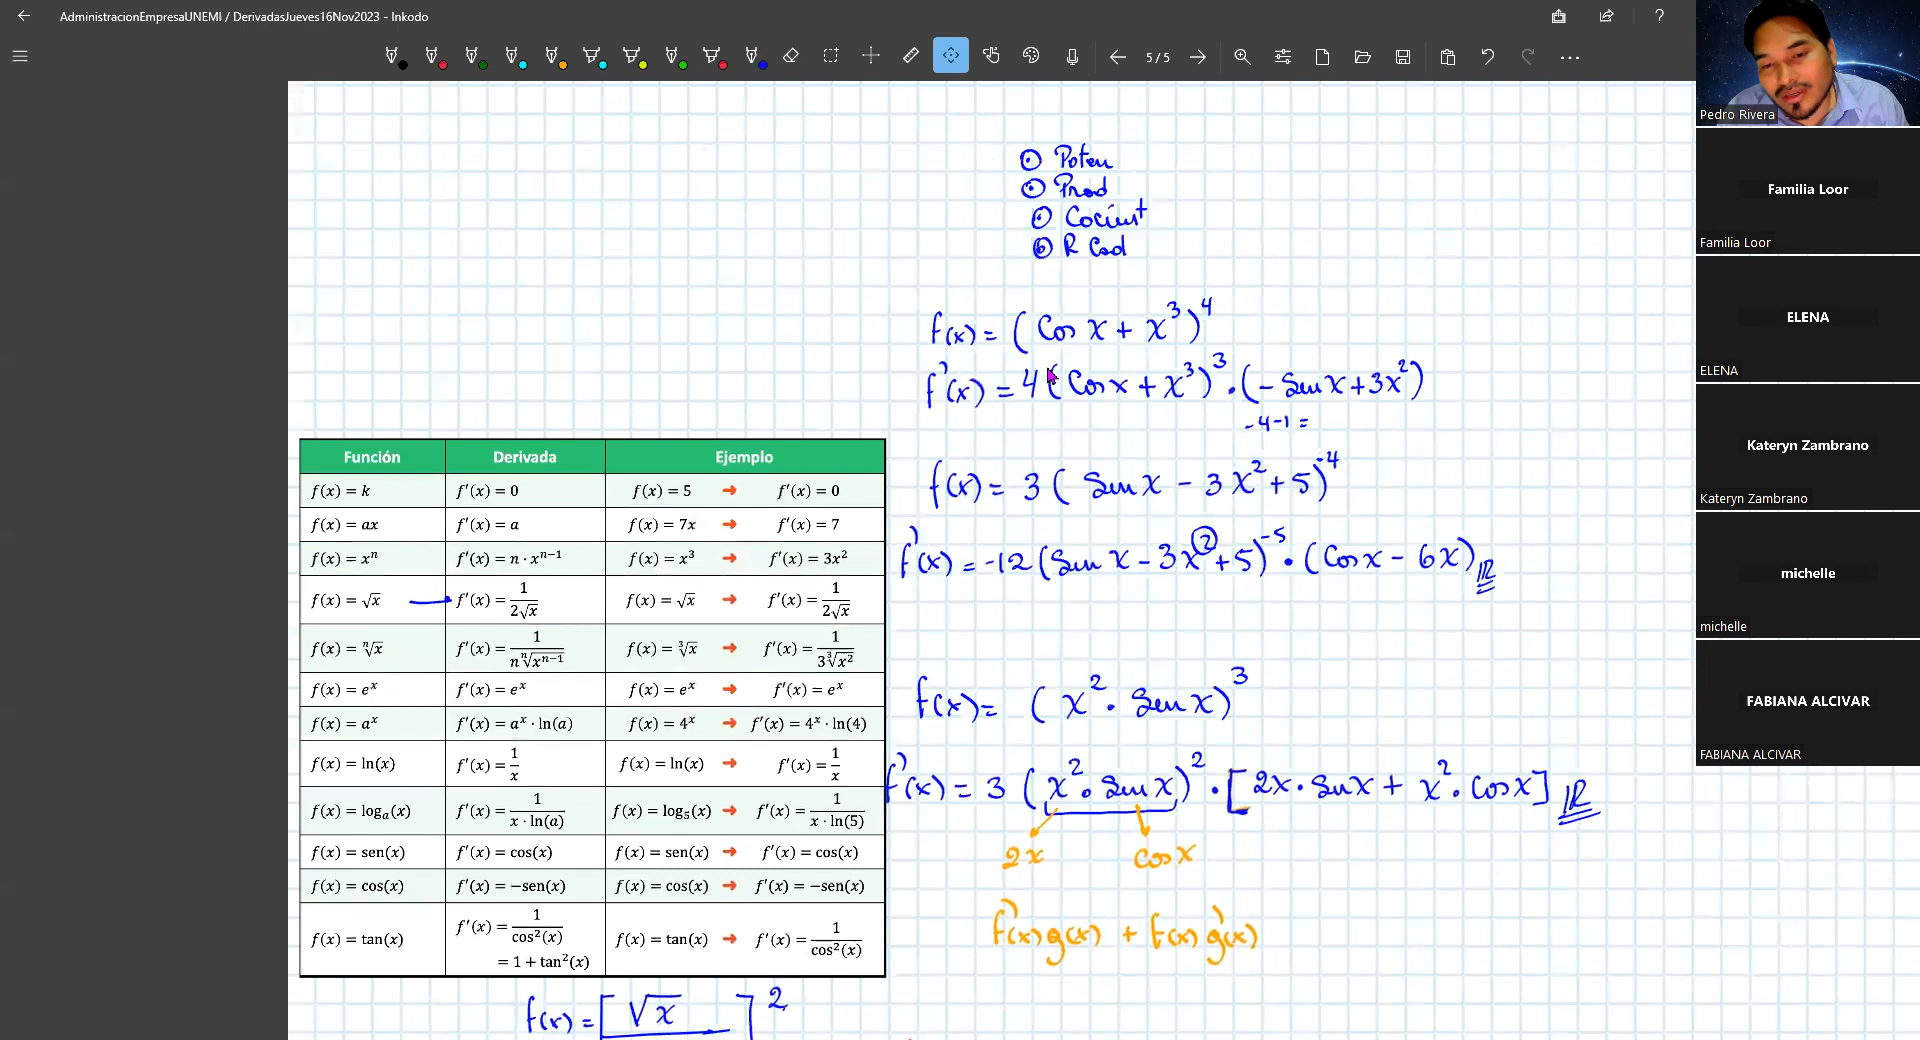 AdministracionEmpresaUNEMI / DerivadasJueves16Nov2023 - Inkodo
5 / 5
Pedro Rivera
Familia Loor
Familia Loor
ELENA
ELENA
Kateryn Zambrano
Kateryn Zambrano
michelle
michelle
FABIANA ALCIVAR
FABIANA ALCIVAR
⊙ Poten
⊙ Prod
⊙ Cocient
⊙ R Cad
f(x) = (Cos x + x³)⁴
f'(x) = 4 (Cos x + x³)³ · (- Sen x + 3x²)
-4-1 =
f(x) = 3 ( Sen x - 3x² + 5)⁻⁴
f'(x) = -12 (Sen x - 3x² + 5)⁻⁵ · (Cos x - 6x) //R
f(x) = ( x² · Sen x )³
f'(x) = 3 ( x² · Sen x )² · [ 2x · Sen x + x² · Cos x ] //R
2x Cos x
f'(x) g(x) + f(x) g'(x)
Función Derivada Ejemplo
f(x) = k f'(x) = 0 f(x) = 5 → f'(x) = 0
f(x) = ax f'(x) = a f(x) = 7x → f'(x) = 7
f(x) = xⁿ f'(x) = n · xⁿ⁻¹ f(x) = x³ → f'(x) = 3x²
f(x) = √x f'(x) = 1/(2√x) f(x) = √x → f'(x) = 1/(2√x)
f(x) = ⁿ√x f'(x) = 1/(n ⁿ√xⁿ⁻¹) f(x) = ³√x → f'(x) = 1/(3 ³√x²)
f(x) = eˣ f'(x) = eˣ f(x) = eˣ → f'(x) = eˣ
f(x) = aˣ f'(x) = aˣ · ln(a) f(x) = 4ˣ → f'(x) = 4ˣ · ln(4)
f(x) = ln(x) f'(x) = 1/x f(x) = ln(x) → f'(x) = 1/x
f(x) = logₐ(x) f'(x) = 1/(x · ln(a)) f(x) = log₅(x) → f'(x) = 1/(x · ln(5))
f(x) = sen(x) f'(x) = cos(x) f(x) = sen(x) → f'(x) = cos(x)
f(x) = cos(x) f'(x) = −sen(x) f(x) = cos(x) → f'(x) = −sen(x)
f(x) = tan(x) f'(x) = 1/cos²(x) = 1 + tan²(x) f(x) = tan(x) → f'(x) = 1/cos²(x)
f(x) = [ √x ]²